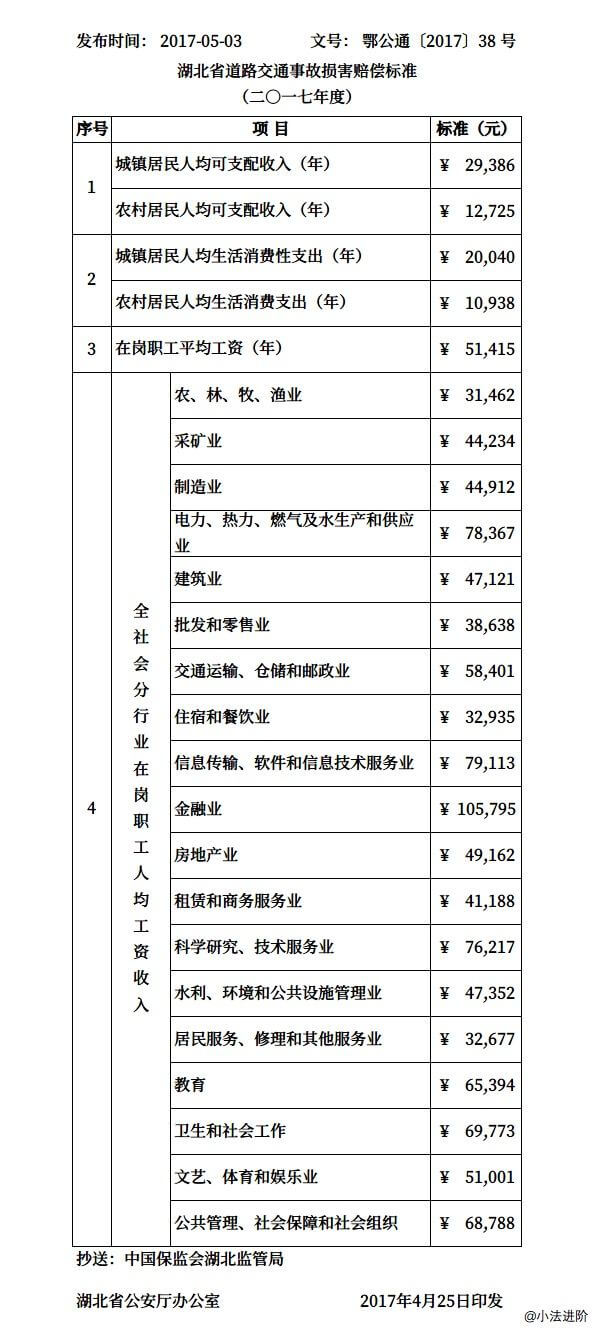 发布时间： 2017-05-03 文号： 鄂公通〔2017〕38 号
湖北省道路交通事故损害赔偿标准
（二〇一七年度）
序号 项 目 标准（元）
1 城镇居民人均可支配收入（年） ¥ 29,386
农村居民人均可支配收入（年） ¥ 12,725
2 城镇居民人均生活消费性支出（年） ¥ 20,040
农村居民人均生活消费支出（年） ¥ 10,938
3 在岗职工平均工资（年） ¥ 51,415
4 全社会分行业在岗职工人均工资收入
农、林、牧、渔业 ¥ 31,462
采矿业 ¥ 44,234
制造业 ¥ 44,912
电力、热力、燃气及水生产和供应
业 ¥ 78,367
建筑业 ¥ 47,121
批发和零售业 ¥ 38,638
交通运输、仓储和邮政业 ¥ 58,401
住宿和餐饮业 ¥ 32,935
信息传输、软件和信息技术服务业 ¥ 79,113
金融业 ¥ 105,795
房地产业 ¥ 49,162
租赁和商务服务业 ¥ 41,188
科学研究、技术服务业 ¥ 76,217
水利、环境和公共设施管理业 ¥ 47,352
居民服务、修理和其他服务业 ¥ 32,677
教育 ¥ 65,394
卫生和社会工作 ¥ 69,773
文艺、体育和娱乐业 ¥ 51,001
公共管理、社会保障和社会组织 ¥ 68,788
抄送：中国保监会湖北监管局
湖北省公安厅办公室 2017年4月25日印发
@小法进阶